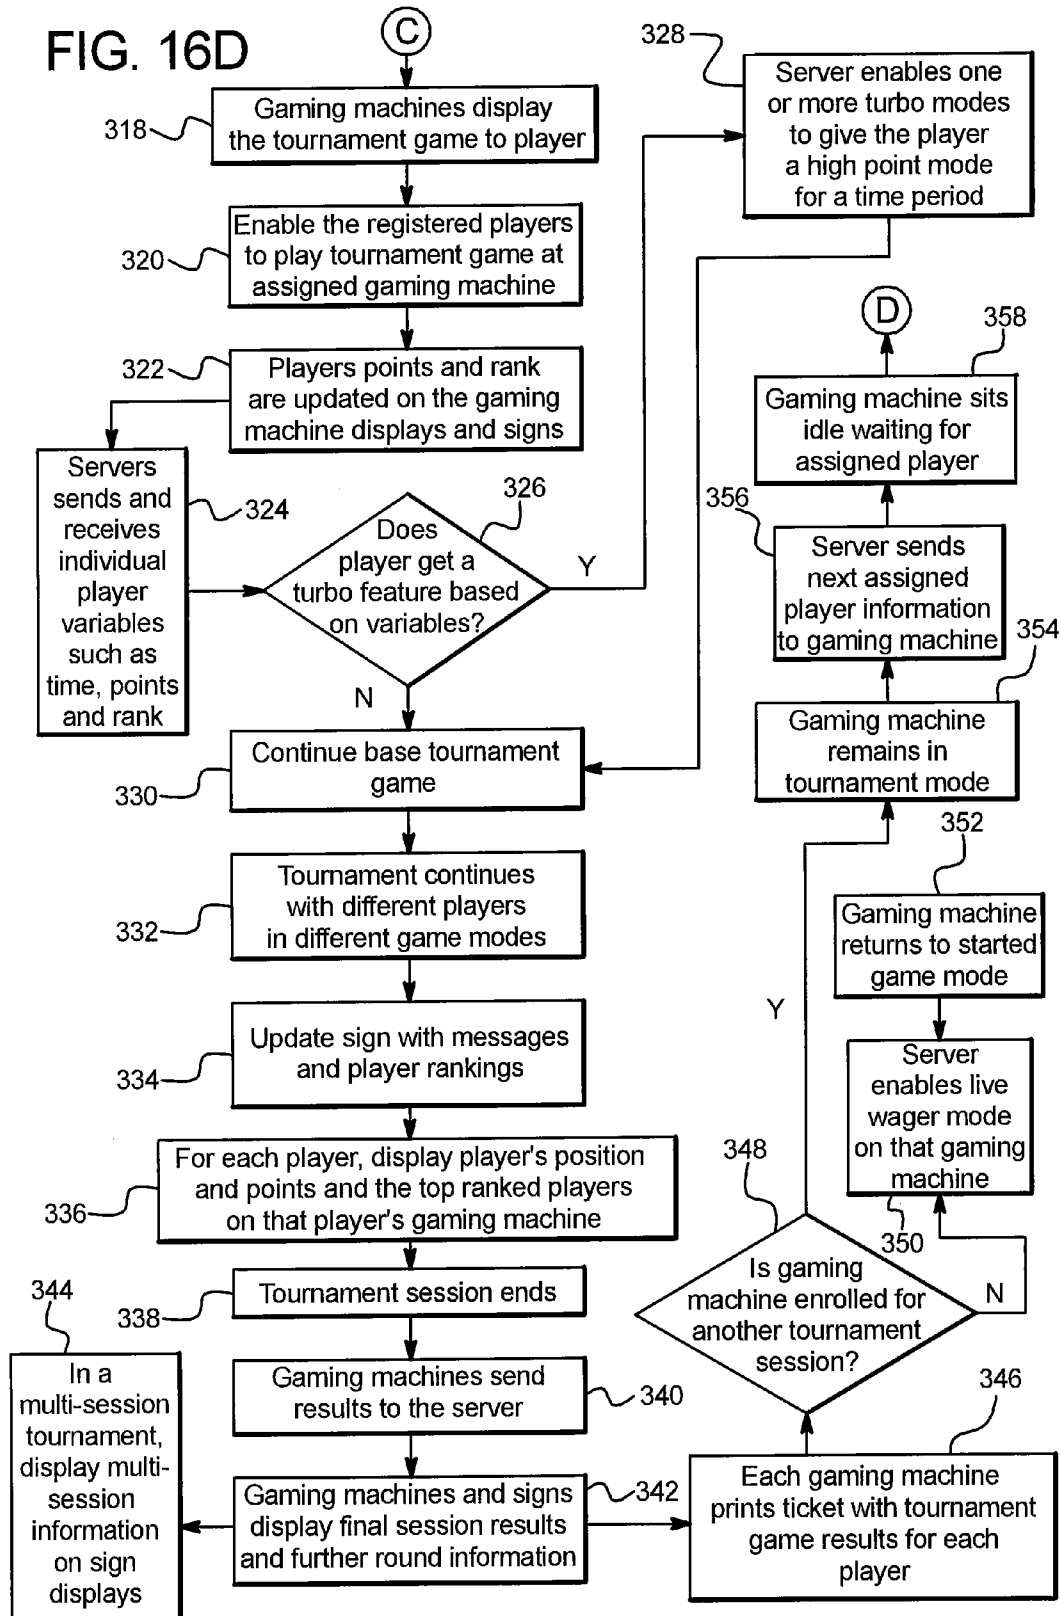 FIG. 16D
C
318
Gaming machines display
the tournament game to player
320
Enable the registered players
to play tournament game at
assigned gaming machine
322
Players points and rank
are updated on the gaming
machine displays and signs
324
Servers
sends and
receives
individual
player
variables
such as
time, points
and rank
326
Does
player get a
turbo feature based
on variables?
Y
N
328
Server enables one
or more turbo modes
to give the player
a high point mode
for a time period
330
Continue base tournament
game
332
Tournament continues
with different players
in different game modes
334
Update sign with messages
and player rankings
336
For each player, display player's position
and points and the top ranked players
on that player's gaming machine
338
Tournament session ends
340
Gaming machines send
results to the server
342
Gaming machines and signs
display final session results
and further round information
344
In a
multi-session
tournament,
display multi-
session
information
on sign
displays
346
Each gaming machine
prints ticket with tournament
game results for each
player
348
Is gaming
machine enrolled for
another tournament
session?
Y
N
350
Server
enables live
wager mode
on that gaming
machine
352
Gaming machine
returns to started
game mode
354
Gaming machine
remains in
tournament mode
356
Server sends
next assigned
player information
to gaming machine
358
Gaming machine sits
idle waiting for
assigned player
D